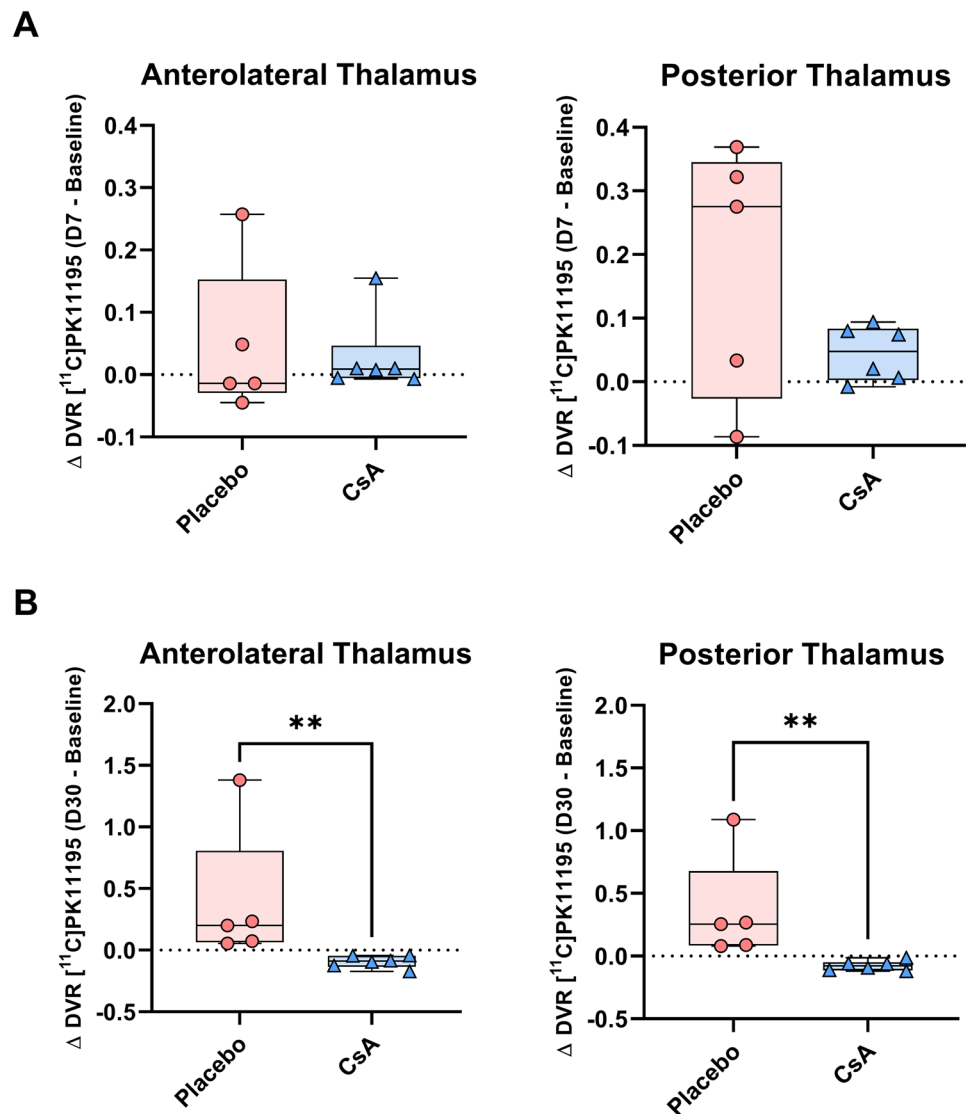 A
Anterolateral Thalamus
Δ DVR [¹¹C]PK11195 (D7 - Baseline)
0.4
0.3
0.2
0.1
0.0
-0.1
Placebo
CsA
Posterior Thalamus
Δ DVR [¹¹C]PK11195 (D7 - Baseline)
0.4
0.3
0.2
0.1
0.0
-0.1
Placebo
CsA
B
Anterolateral Thalamus
Δ DVR [¹¹C]PK11195 (D30 - Baseline)
2.0
1.5
1.0
0.5
0.0
-0.5
**
Placebo
CsA
Posterior Thalamus
Δ DVR [¹¹C]PK11195 (D30 - Baseline)
2.0
1.5
1.0
0.5
0.0
-0.5
**
Placebo
CsA